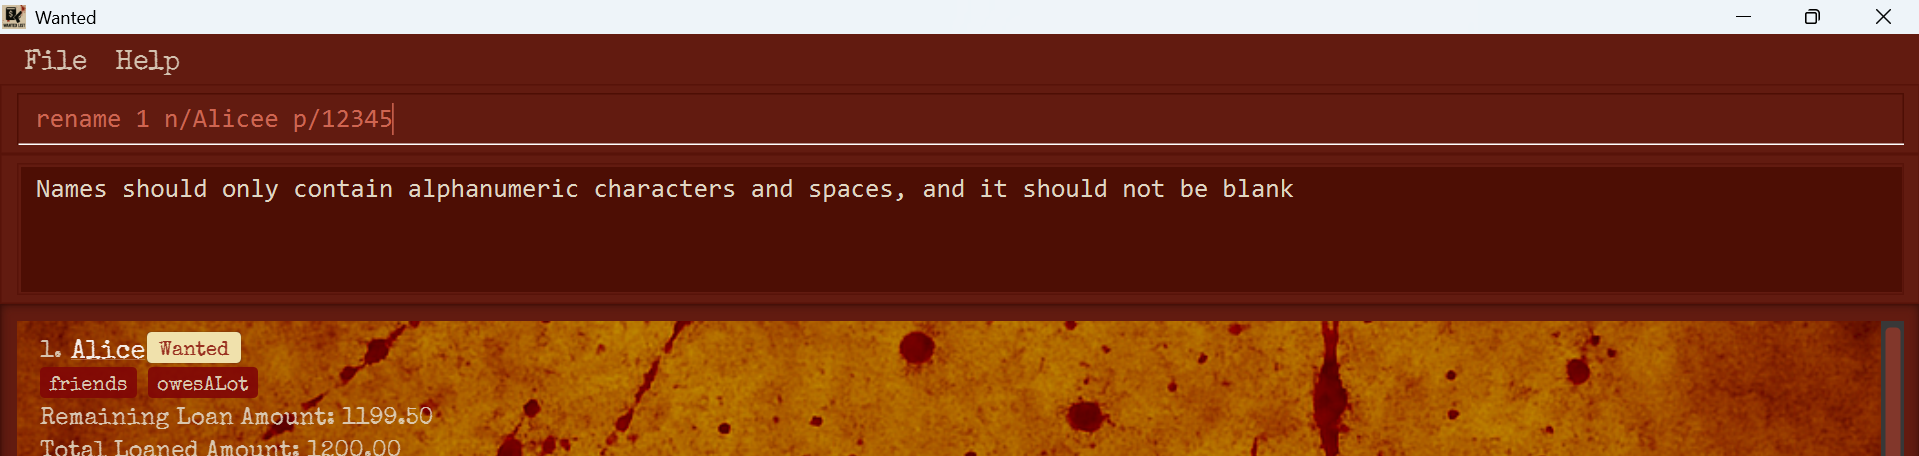 Wanted
File Help
rename 1 n/Alicee p/12345
Names should only contain alphanumeric characters and spaces, and it should not be blank
1. Alice Wanted
friends owesALot
Remaining Loan Amount: 1199.50
Total Loaned Amount: 1200.00